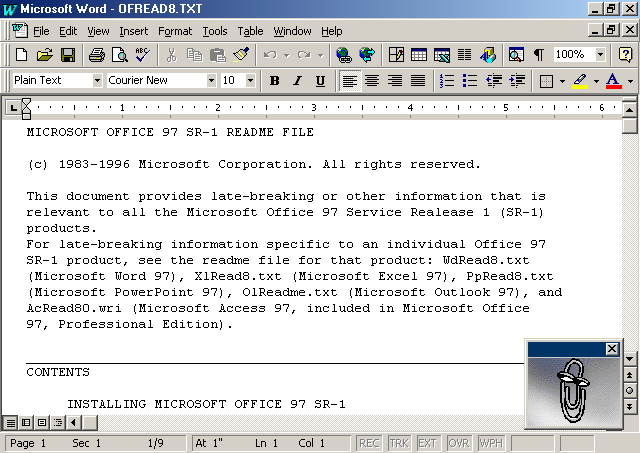 Microsoft Word - OFREAD8.TXT
File Edit View Insert Format Tools Table Window Help
100%
Plain Text Courier New 10 B I U
1 2 3 4 5 6
MICROSOFT OFFICE 97 SR-1 README FILE
(c) 1983-1996 Microsoft Corporation. All rights reserved.
This document provides late-breaking or other information that is
relevant to all the Microsoft Office 97 Service Realease 1 (SR-1)
products.
For late-breaking information specific to an individual Office 97
SR-1 product, see the readme file for that product: WdRead8.txt
(Microsoft Word 97), XlRead8.txt (Microsoft Excel 97), PpRead8.txt
(Microsoft PowerPoint 97), OlReadme.txt (Microsoft Outlook 97), and
AcRead80.wri (Microsoft Access 97, included in Microsoft Office
97, Professional Edition).
CONTENTS
INSTALLING MICROSOFT OFFICE 97 SR-1
Page 1 Sec 1 1/9 At 1" Ln 1 Col 1 REC TRK EXT OVR WPH